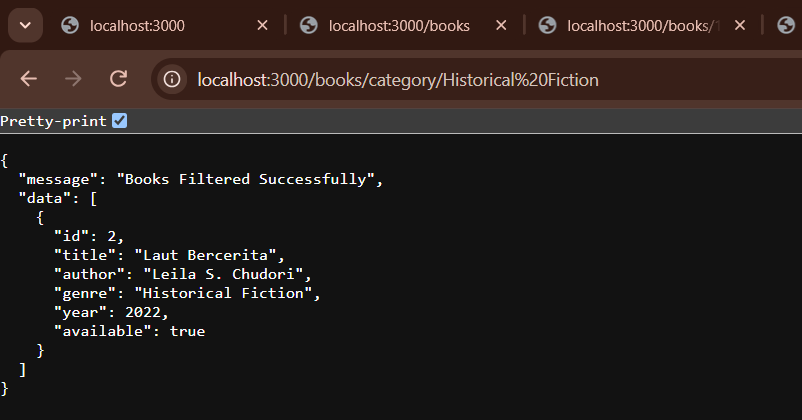 localhost:3000
localhost:3000/books
localhost:3000/books/
localhost:3000/books/category/Historical%20Fiction
Pretty-print
{
  "message": "Books Filtered Successfully",
  "data": [
    {
      "id": 2,
      "title": "Laut Bercerita",
      "author": "Leila S. Chudori",
      "genre": "Historical Fiction",
      "year": 2022,
      "available": true
    }
  ]
}